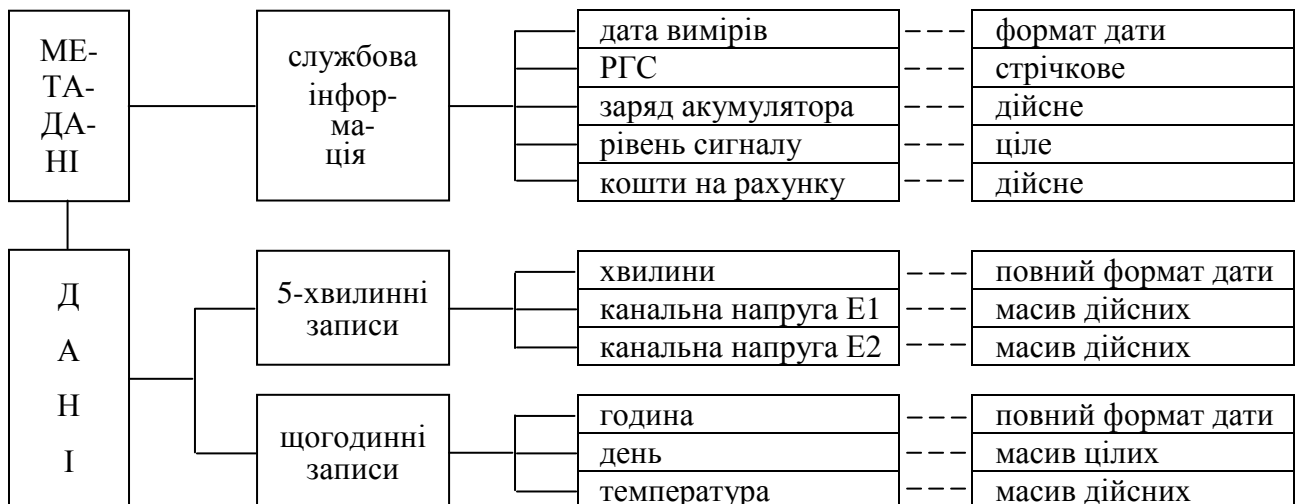 МЕ-
ТА-
ДА-
НІ
службова
інфор-
ма-
ція
дата вимірів
формат дати
РГС
стрічкове
заряд акумулятора
дійсне
рівень сигналу
ціле
кошти на рахунку
дійсне
Д
А
Н
І
5-хвилинні
записи
хвилини
повний формат дати
канальна напруга E1
масив дійсних
канальна напруга E2
масив дійсних
щогодинні
записи
година
повний формат дати
день
масив цілих
температура
масив дійсних